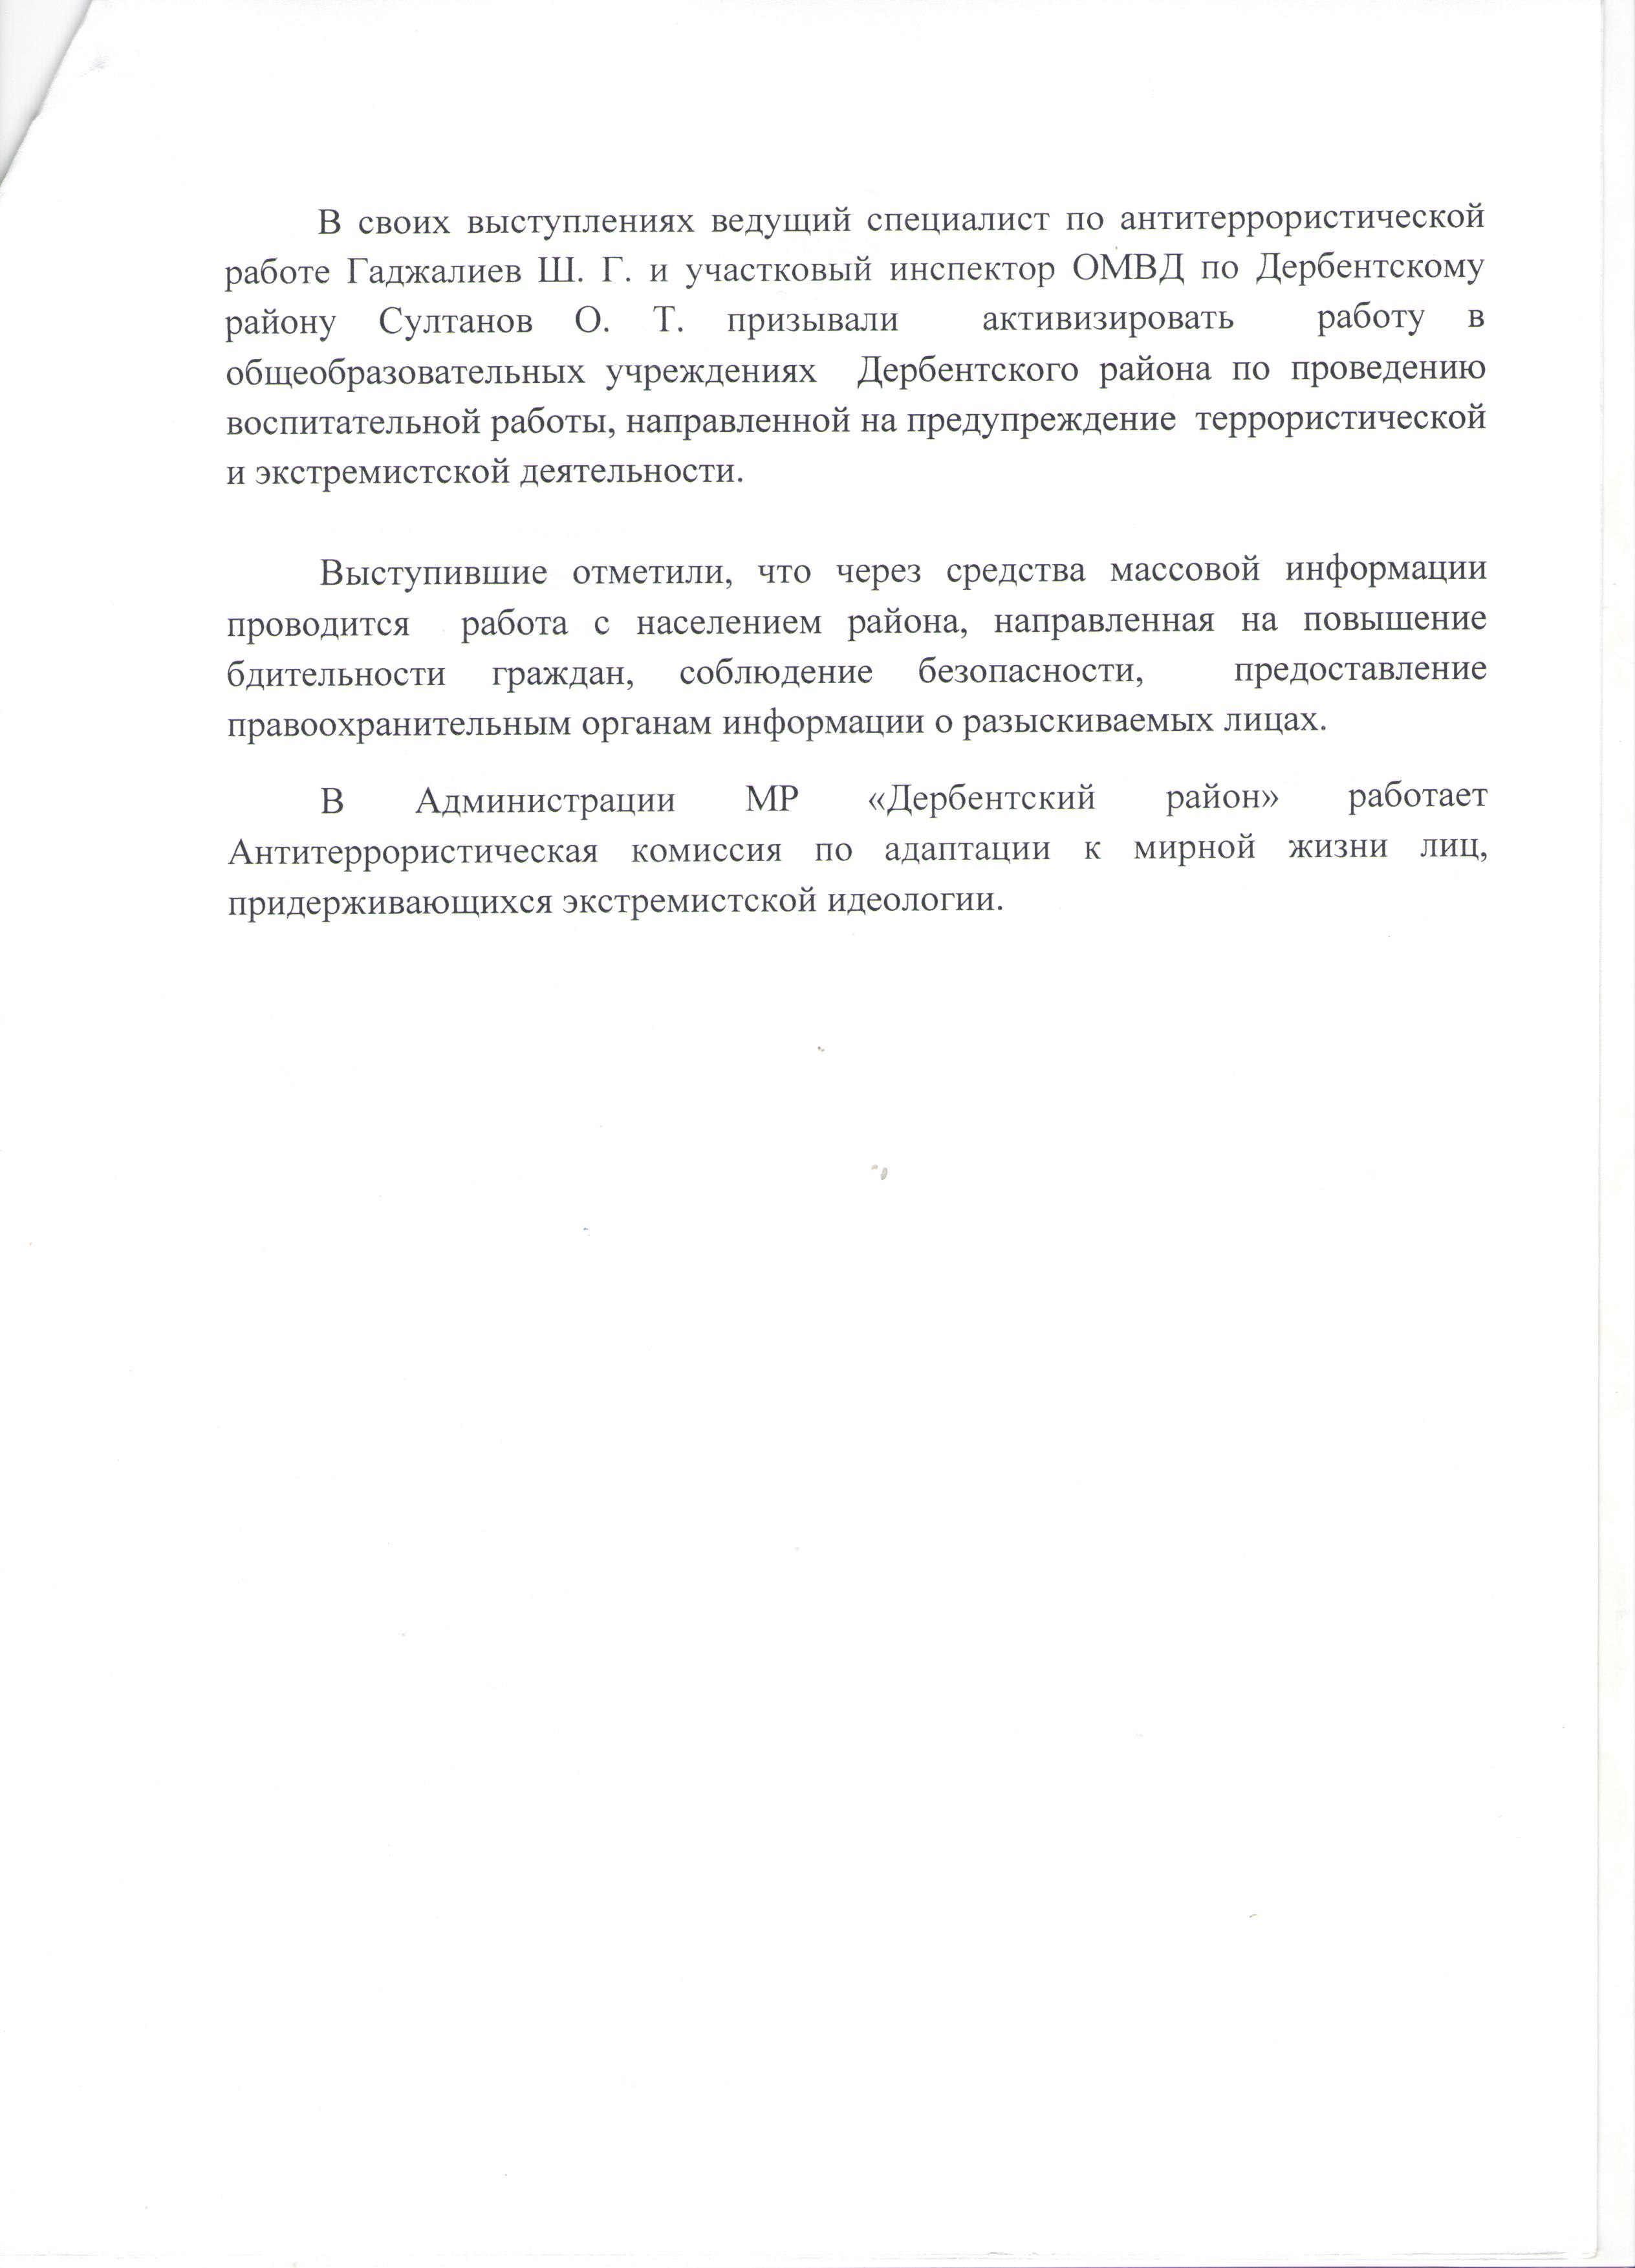 В своих выступлениях ведущий специалист по антитеррористической
работе Гаджалиев Ш. Г. и участковый инспектор ОМВД по Дербентскому
району Султанов О. Т. призывали активизировать работу в
общеобразовательных учреждениях Дербентского района по проведению
воспитательной работы, направленной на предупреждение террористической
и экстремистской деятельности.
Выступившие отметили, что через средства массовой информации
проводится работа с населением района, направленная на повышение
бдительности граждан, соблюдение безопасности, предоставление
правоохранительным органам информации о разыскиваемых лицах.
В Администрации МР «Дербентский район» работает
Антитеррористическая комиссия по адаптации к мирной жизни лиц,
придерживающихся экстремистской идеологии.